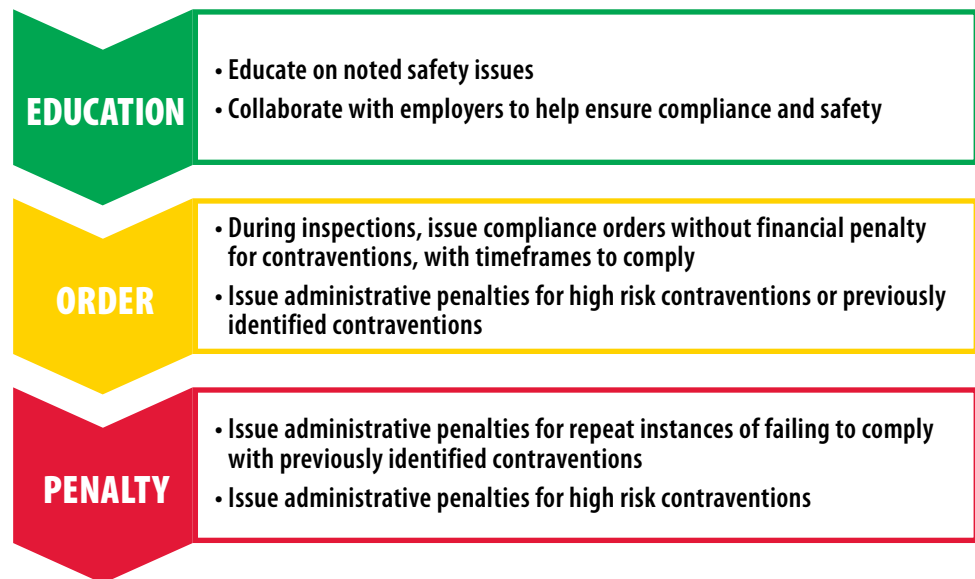 EDUCATION
• Educate on noted safety issues
• Collaborate with employers to help ensure compliance and safety
ORDER
• During inspections, issue compliance orders without financial penalty
for contraventions, with timeframes to comply
• Issue administrative penalties for high risk contraventions or previously
identified contraventions
PENALTY
• Issue administrative penalties for repeat instances of failing to comply
with previously identified contraventions
• Issue administrative penalties for high risk contraventions